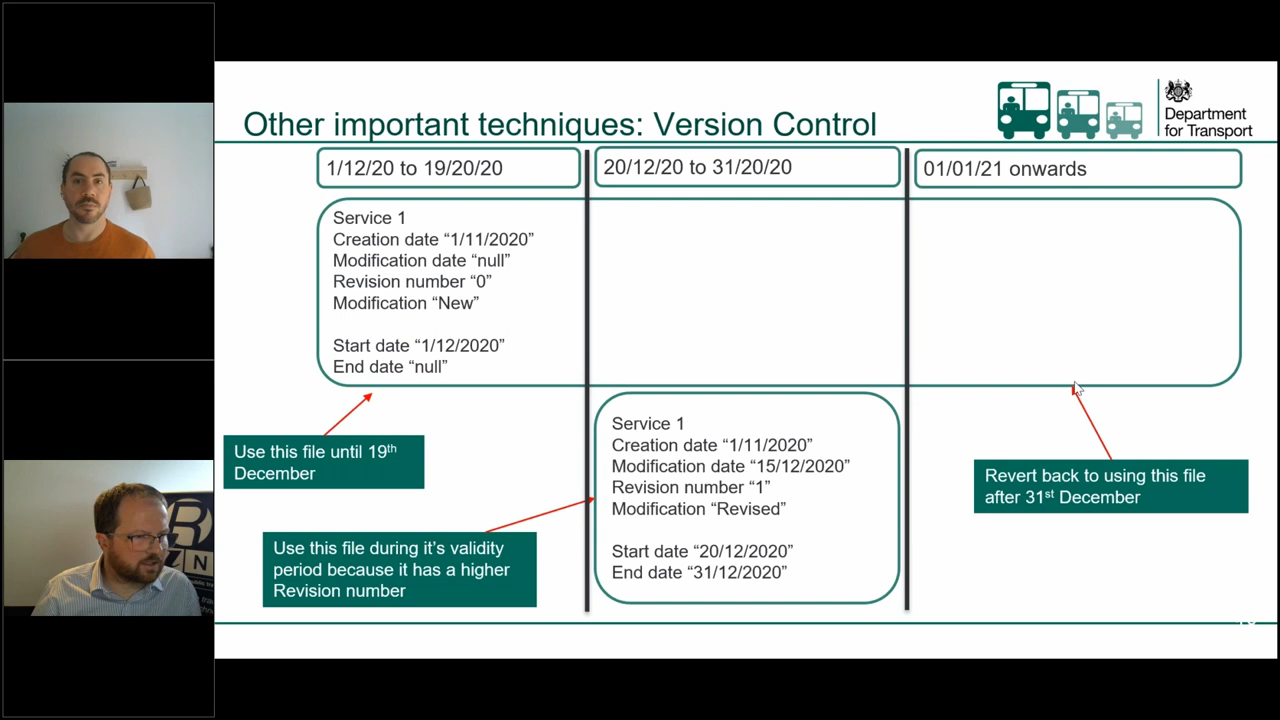 Other important techniques: Version Control
Department
for Transport
1/12/20 to 19/20/20
20/12/20 to 31/20/20
01/01/21 onwards
Service 1
Creation date “1/11/2020”
Modification date “null”
Revision number “0”
Modification “New”
Start date “1/12/2020”
End date “null”
Use this file until 19th
December
Service 1
Creation date “1/11/2020”
Modification date “15/12/2020”
Revision number “1”
Modification “Revised”
Start date “20/12/2020”
End date “31/12/2020”
Use this file during it’s validity
period because it has a higher
Revision number
Revert back to using this file
after 31st December